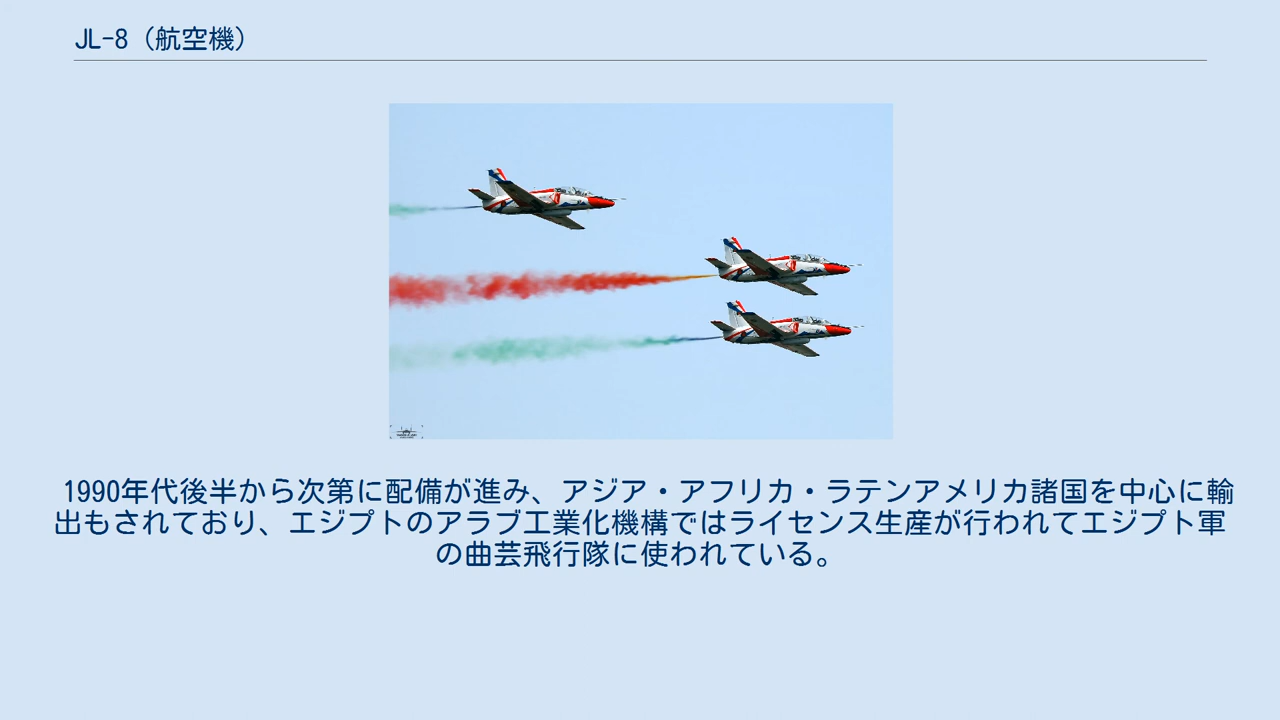 JL-8（航空機）
1990年代後半から次第に配備が進み、アジア・アフリカ・ラテンアメリカ諸国を中心に輸
出もされており、エジプトのアラブ工業化機構ではライセンス生産が行われてエジプト軍
の曲芸飛行隊に使われている。